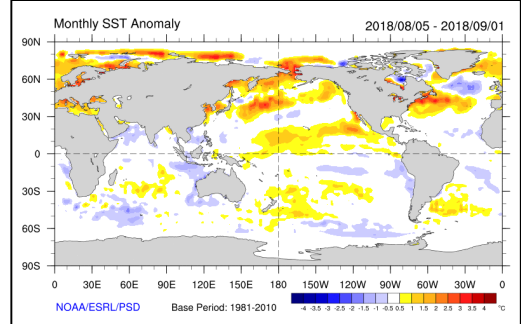 Monthly SST Anomaly 2018/08/05 - 2018/09/01
90N
60N
30N
0
30S
60S
90S
0 30E 60E 90E 120E 150E 180 150W 120W 90W 60W 30W 0
NOAA/ESRL/PSD Base Period: 1981-2010
-4 -3.5 -3 -2.5 -2 -1.5 -1 -0.5 0.5 1 1.5 2 2.5 3 3.5 4 °C